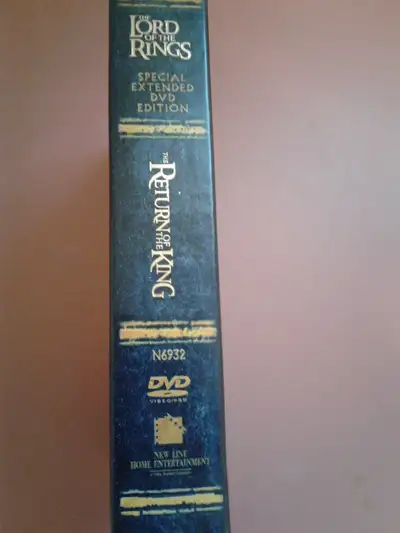 THE
LORD
OF THE
RINGS
SPECIAL
EXTENDED
DVD
EDITION
THE
RETURN OF
THE KING
N6932
DVD
VIDEO
NEW LINE
HOME ENTERTAINMENT